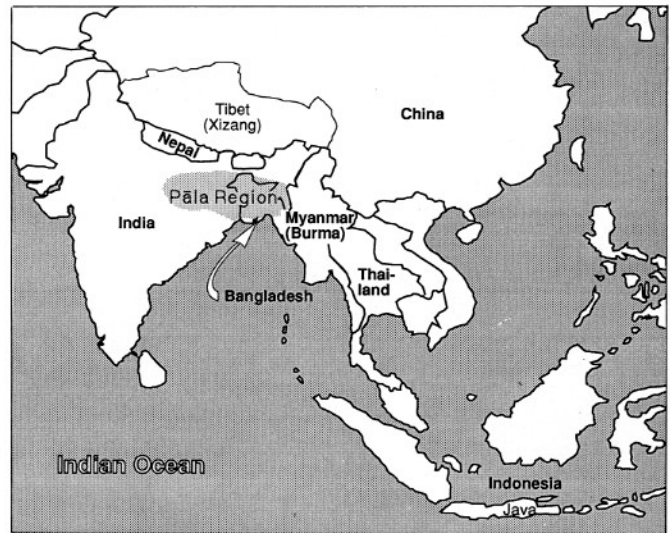 China
Tibet
(Xizang)
Nepal
Pāla Region
India
Myanmar
(Burma)
Thai-
land
Bangladesh
Indian Ocean
Indonesia
Java